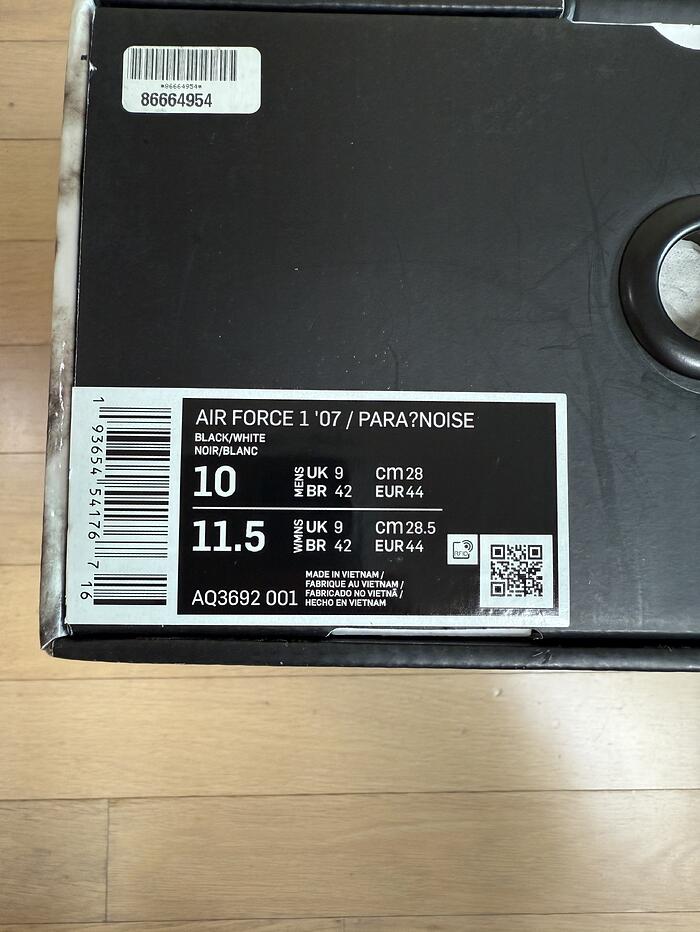 *86664954*
86664954
AIR FORCE 1 '07 / PARA?NOISE
BLACK/WHITE
NOIR/BLANC
10 MENS UK 9 cm 28
BR 42 EUR 44
11.5 WMNS UK 9 cm 28.5
BR 42 EUR 44
RFID
AQ3692 001
MADE IN VIETNAM /
FABRIQUE AU VIETNAM /
FABRICADO NO VIETNÃ /
HECHO EN VIETNAM
1 93654 54176 7 16